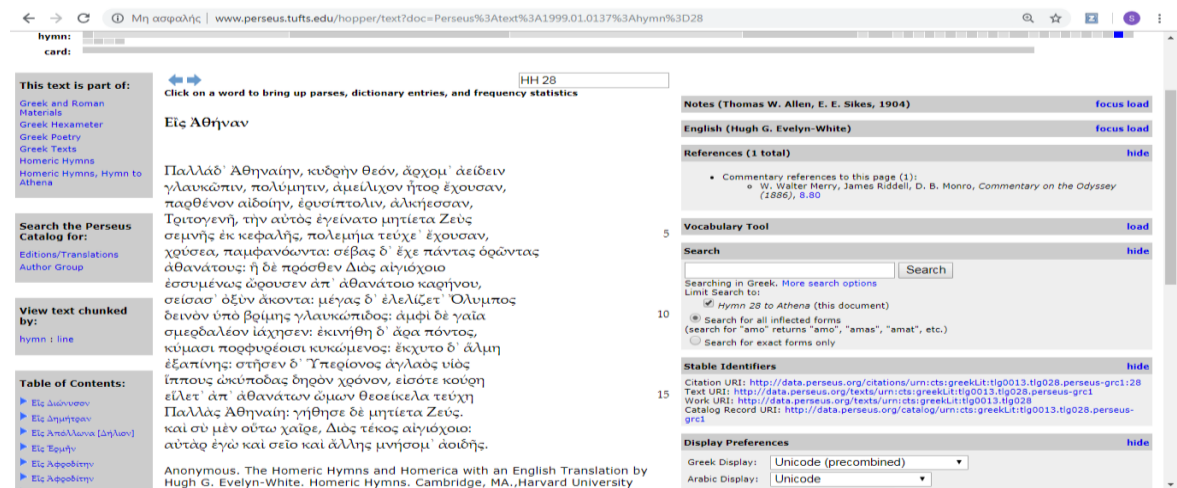 Μη ασφαλής | www.perseus.tufts.edu/hopper/text?doc=Perseus%3Atext%3A1999.01.0137%3Ahymn%3D28
S
hymn:
card:
This text is part of:
Greek and Roman
Materials
Greek Hexameter
Greek Poetry
Greek Texts
Homeric Hymns
Homeric Hymns, Hymn to
Athena
Search the Perseus
Catalog for:
Editions/Translations
Author Group
View text chunked
by:
hymn : line
Table of Contents:
Εἲς Διώνυσον
Εἲς Δημήτραν
Εἲς Ἀπόλλωνα [Δήλιον]
Εἲς Ἑρμῆν
Εἲς Ἀφροδίτην
Εἲς Ἀφροδίτην
HH 28
Click on a word to bring up parses, dictionary entries, and frequency statistics
Εἲς Ἀθήναν
Παλλάδ᾽ Ἀθηναίην, κυδρὴν θεόν, ἄρχομ᾽ ἀείδειν
γλαυκῶπιν, πολύμητιν, ἀμείλιχον ἦτορ ἔχουσαν,
παρθένον αἰδοίην, ἐρυσίπτολιν, ἀλκήεσσαν,
Τριτογενῆ, τὴν αὐτὸς ἐγείνατο μητίετα Ζεὺς
σεμνῆς ἐκ κεφαλῆς, πολεμήια τεύχε᾽ ἔχουσαν, 5
χρύσεα, παμφανόωντα: σέβας δ᾽ ἔχε πάντας ὁρῶντας
ἀθανάτους: ἣ δὲ πρόσθεν Διὸς αἰγιόχοιο
ἐσσυμένως ὤρουσεν ἀπ᾽ ἀθανάτοιο καρήνου,
σείσασ᾽ ὀξὺν ἄκοντα: μέγας δ᾽ ἐλελίζετ᾽ Ὄλυμπος
δεινὸν ὑπὸ βρίμης γλαυκώπιδος: ἀμφὶ δὲ γαῖα 10
σμερδαλέον ἰάχησεν: ἐκινήθη δ᾽ ἄρα πόντος,
κύμασι πορφυρέοισι κυκώμενος: ἔκχυτο δ᾽ ἅλμη
ἐξαπίνης: στῆσεν δ᾽ Ὑπερίονος ἀγλαὸς υἱὸς
ἵππους ὠκύποδας δηρὸν χρόνον, εἰσότε κούρη
εἵλετ᾽ ἀπ᾽ ἀθανάτων ὤμων θεοείκελα τεύχη 15
Παλλὰς Ἀθηναίη: γήθησε δὲ μητίετα Ζεύς.
καὶ σὺ μὲν οὕτω χαῖρε, Διὸς τέκος αἰγιόχοιο:
αὐτὰρ ἐγὼ καὶ σεῖο καὶ ἄλλης μνήσομ᾽ ἀοιδῆς.
Anonymous. The Homeric Hymns and Homerica with an English Translation by
Hugh G. Evelyn-White. Homeric Hymns. Cambridge, MA.,Harvard University
Notes (Thomas W. Allen, E. E. Sikes, 1904) focus load
English (Hugh G. Evelyn-White) focus load
References (1 total) hide
Commentary references to this page (1):
W. Walter Merry, James Riddell, D. B. Monro, Commentary on the Odyssey
(1886), 8.80
Vocabulary Tool load
Search hide
Search
Searching in Greek. More search options
Limit Search to:
Hymn 28 to Athena (this document)
Search for all inflected forms
(search for "amo" returns "amo", "amas", "amat", etc.)
Search for exact forms only
Stable Identifiers hide
Citation URI: http://data.perseus.org/citations/urn:cts:greekLit:tlg0013.tlg028.perseus-grc1:28
Text URI: http://data.perseus.org/texts/urn:cts:greekLit:tlg0013.tlg028.perseus-grc1
Work URI: http://data.perseus.org/texts/urn:cts:greekLit:tlg0013.tlg028
Catalog Record URI: http://data.perseus.org/catalog/urn:cts:greekLit:tlg0013.tlg028.perseus-
grc1
Display Preferences hide
Greek Display: Unicode (precombined)
Arabic Display: Unicode